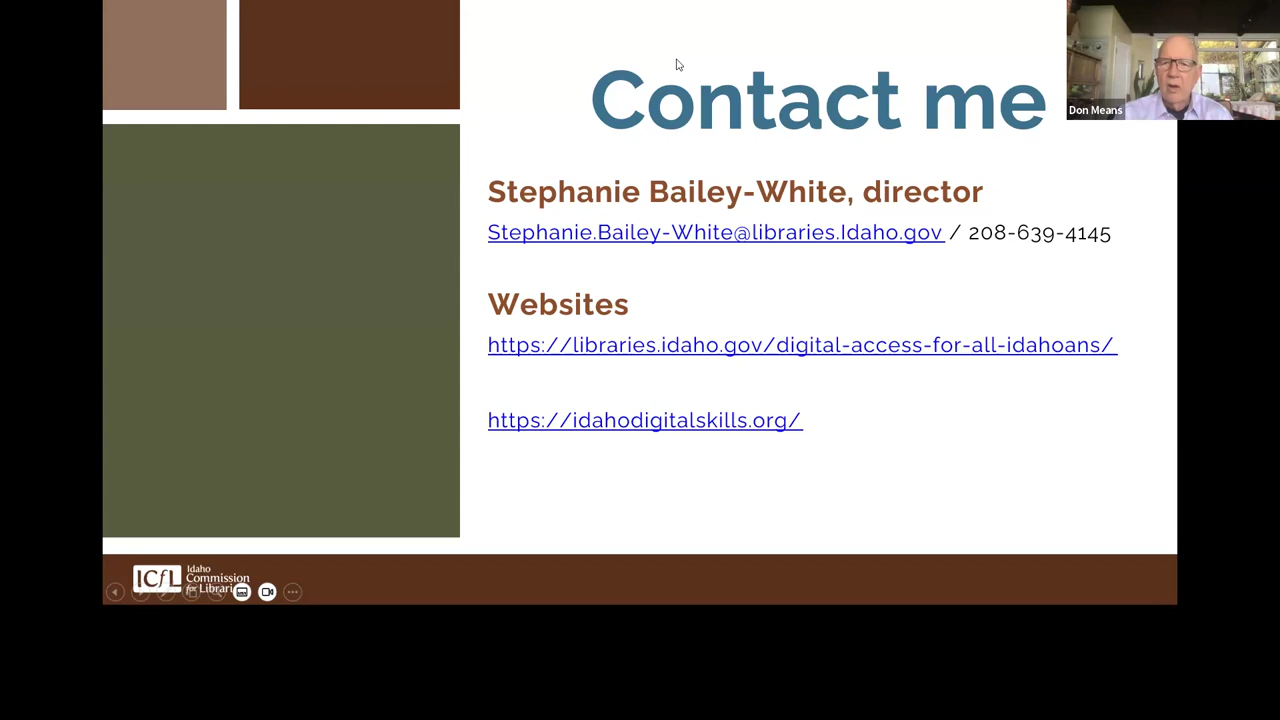 Contact me
Don Means
Stephanie Bailey-White, director
Stephanie.Bailey-White@libraries.Idaho.gov / 208-639-4145
Websites
https://libraries.idaho.gov/digital-access-for-all-idahoans/
https://idahodigitalskills.org/
ICfL
Idaho
Commission
for